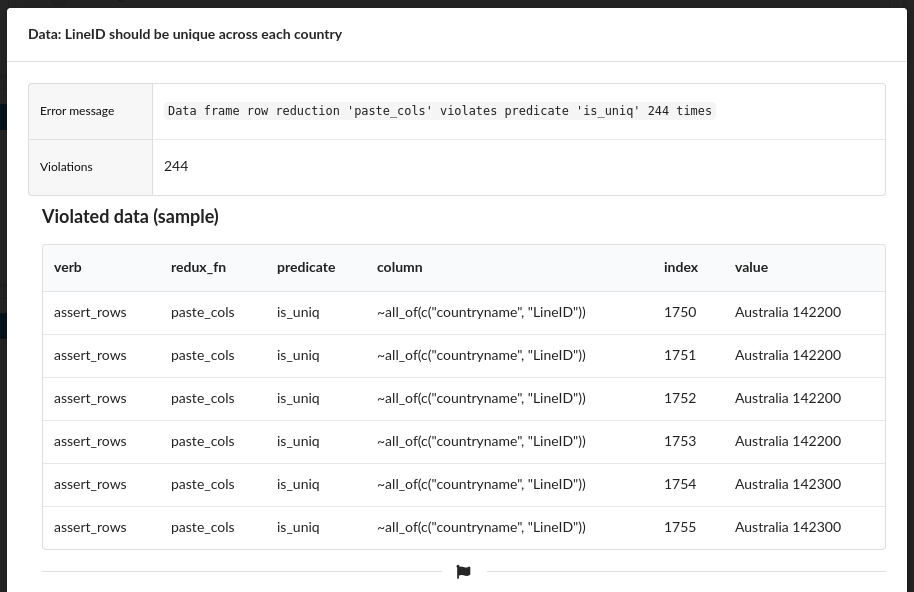 Data: LineID should be unique across each country
Error message Data frame row reduction 'paste_cols' violates predicate 'is_uniq' 244 times
Violations 244
Violated data (sample)
verb redux_fn predicate column index value
assert_rows paste_cols is_uniq ~all_of(c("countryname", "LineID")) 1750 Australia 142200
assert_rows paste_cols is_uniq ~all_of(c("countryname", "LineID")) 1751 Australia 142200
assert_rows paste_cols is_uniq ~all_of(c("countryname", "LineID")) 1752 Australia 142200
assert_rows paste_cols is_uniq ~all_of(c("countryname", "LineID")) 1753 Australia 142200
assert_rows paste_cols is_uniq ~all_of(c("countryname", "LineID")) 1754 Australia 142300
assert_rows paste_cols is_uniq ~all_of(c("countryname", "LineID")) 1755 Australia 142300